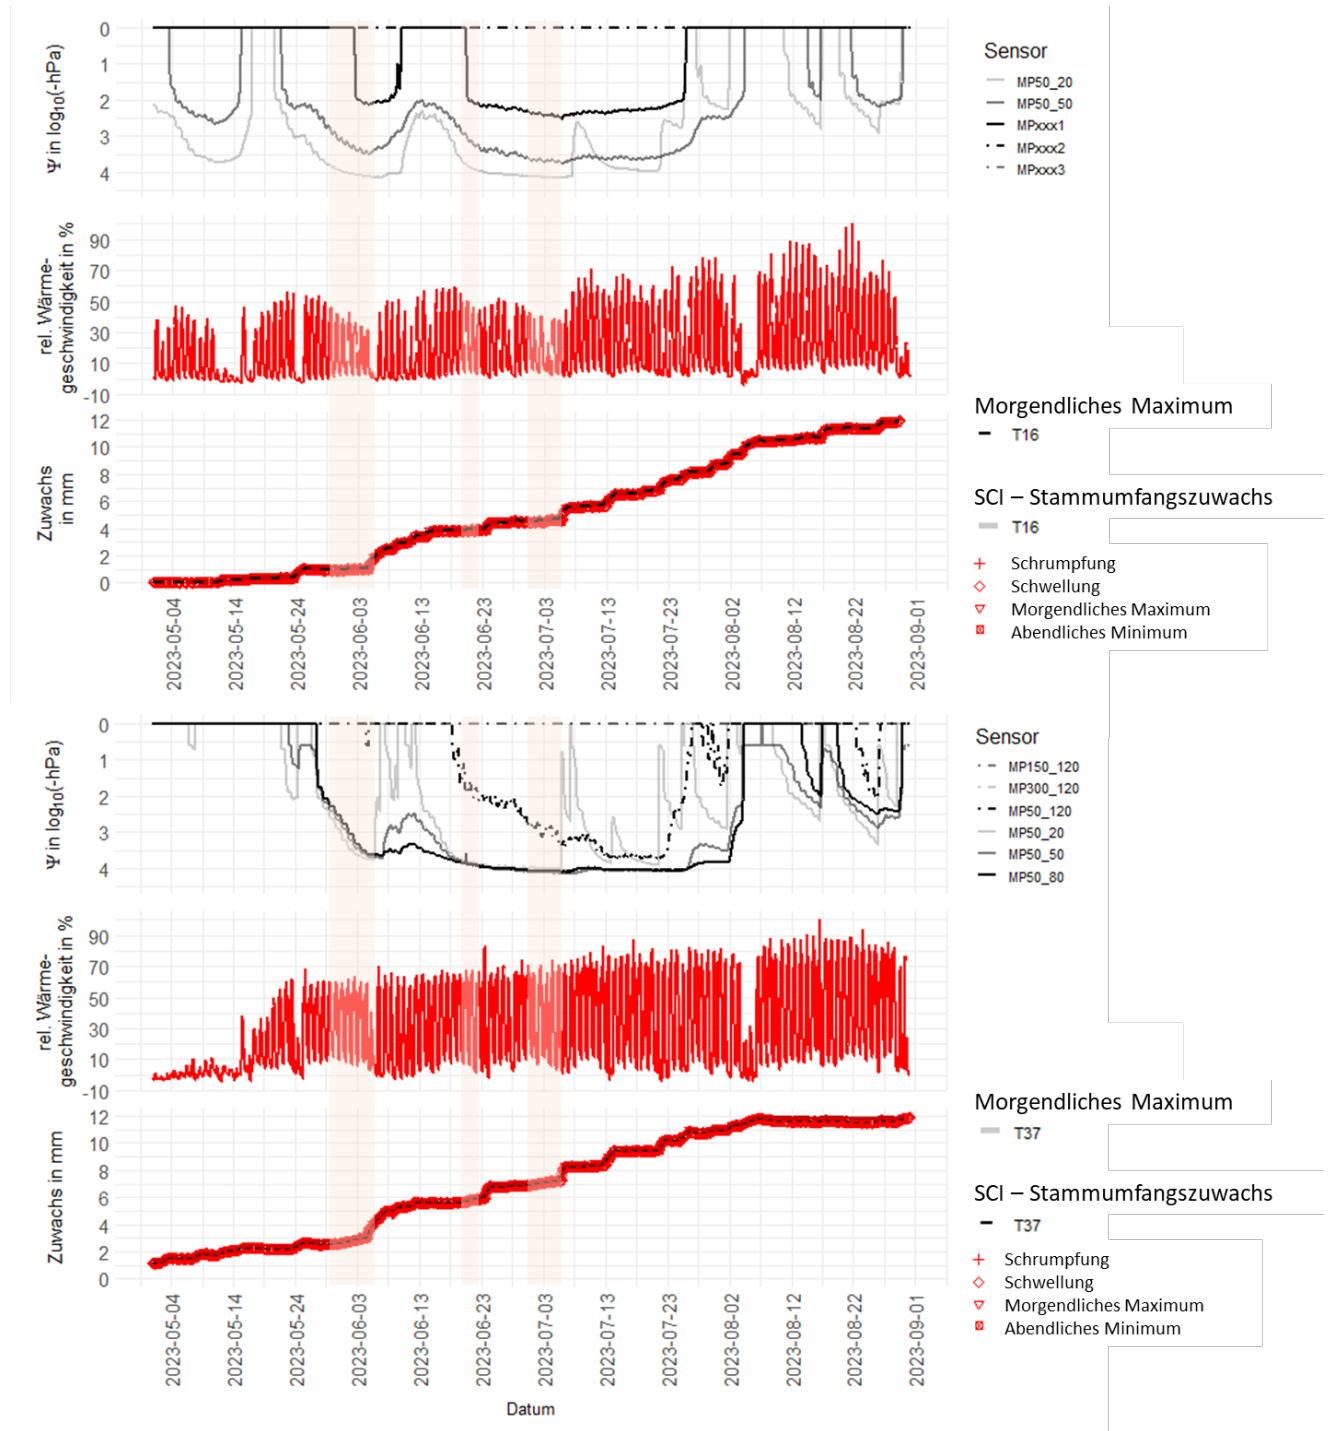 Ψ in log10(-hPa)
0
1
2
3
4
Sensor
MP50_20
MP50_50
MPxxx1
MPxxx2
MPxxx3
rel. Wärme-
geschwindigkeit in %
90
70
50
30
10
-10
Zuwachs
in mm
12
10
8
6
4
2
0
Morgendliches Maximum
T16
SCI – Stammumfangszuwachs
T16
Schrumpfung
Schwellung
Morgendliches Maximum
Abendliches Minimum
2023-05-04
2023-05-14
2023-05-24
2023-06-03
2023-06-13
2023-06-23
2023-07-03
2023-07-13
2023-07-23
2023-08-02
2023-08-12
2023-08-22
2023-09-01
Ψ in log10(-hPa)
0
1
2
3
4
Sensor
MP150_120
MP300_120
MP50_120
MP50_20
MP50_50
MP50_80
rel. Wärme-
geschwindigkeit in %
90
70
50
30
10
-10
Zuwachs in mm
12
10
8
6
4
2
0
Morgendliches Maximum
T37
SCI – Stammumfangszuwachs
T37
Schrumpfung
Schwellung
Morgendliches Maximum
Abendliches Minimum
2023-05-04
2023-05-14
2023-05-24
2023-06-03
2023-06-13
2023-06-23
2023-07-03
2023-07-13
2023-07-23
2023-08-02
2023-08-12
2023-08-22
2023-09-01
Datum